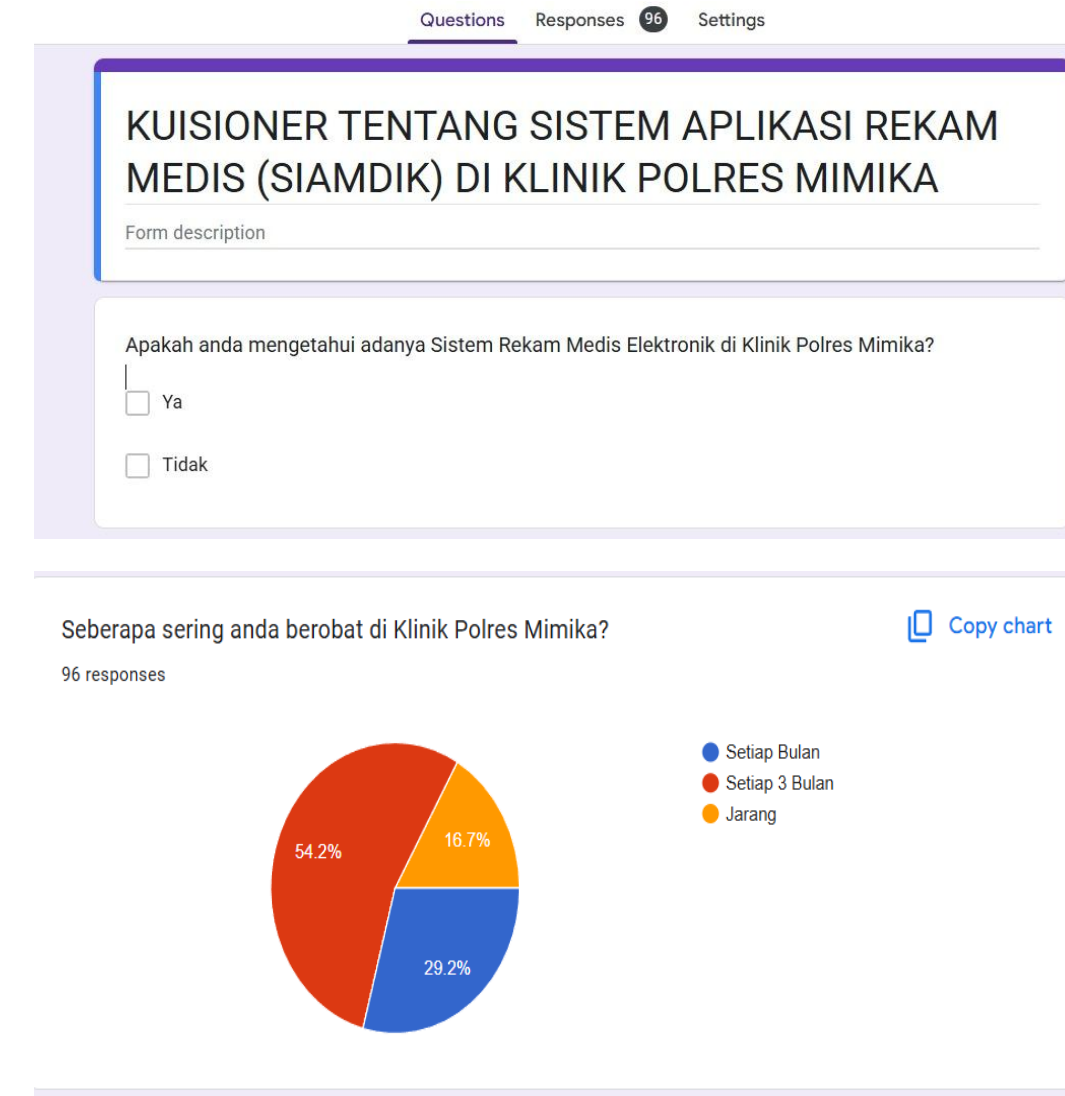 Questions Responses 96 Settings
KUISIONER TENTANG SISTEM APLIKASI REKAM
MEDIS (SIAMDIK) DI KLINIK POLRES MIMIKA
Form description
Apakah anda mengetahui adanya Sistem Rekam Medis Elektronik di Klinik Polres Mimika?
Ya
Tidak
Seberapa sering anda berobat di Klinik Polres Mimika?
Copy chart
96 responses
Setiap Bulan
Setiap 3 Bulan
Jarang
54.2%
16.7%
29.2%